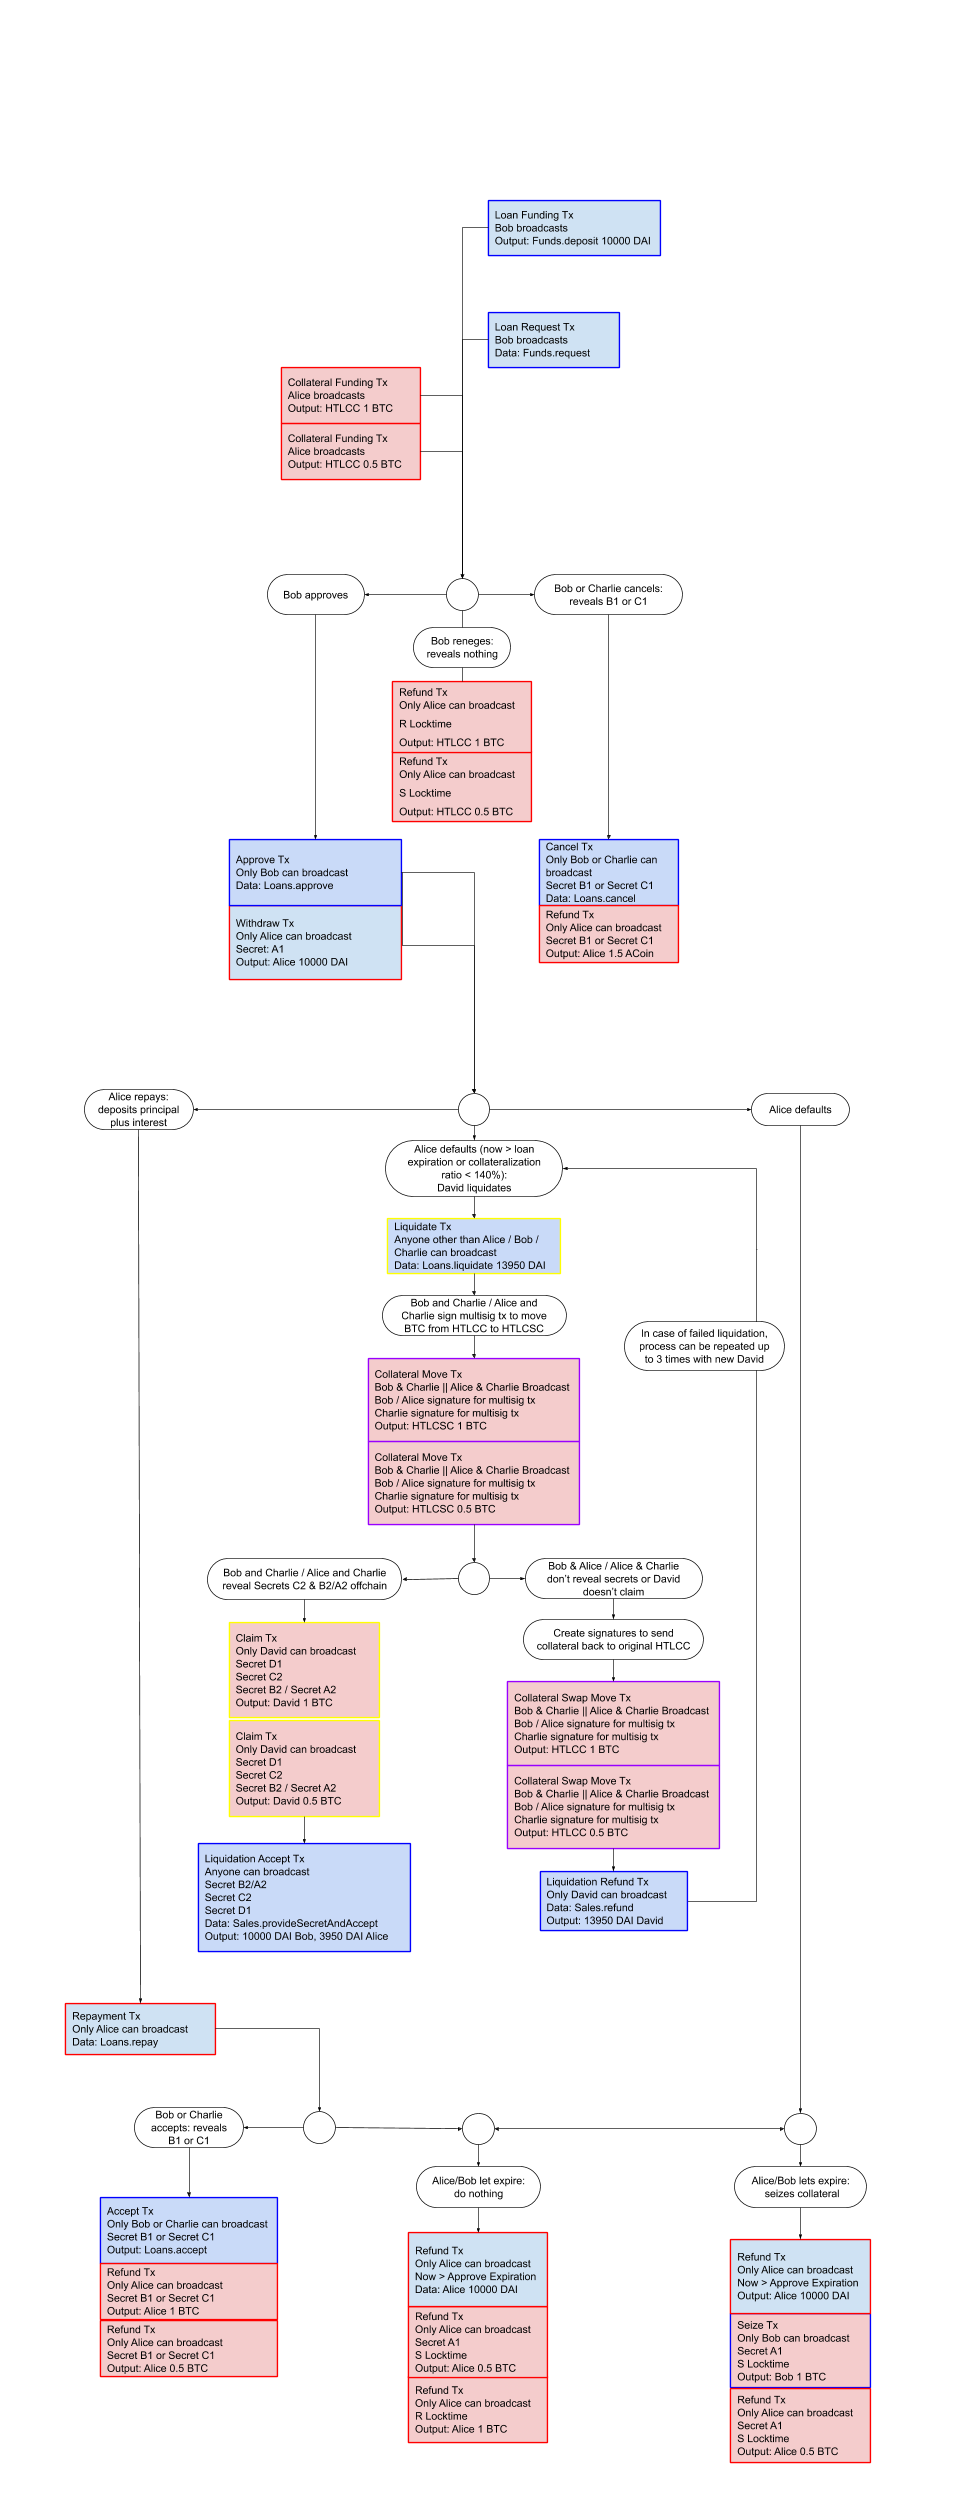 Loan Funding Tx
Bob broadcasts
Output: Funds.deposit 10000 DAI
Loan Request Tx
Bob broadcasts
Data: Funds.request
Collateral Funding Tx
Alice broadcasts
Output: HTLCC 1 BTC
Collateral Funding Tx
Alice broadcasts
Output: HTLCC 0.5 BTC
Bob approves
Bob or Charlie cancels:
reveals B1 or C1
Bob reneges:
reveals nothing
Refund Tx
Only Alice can broadcast
R Locktime
Output: HTLCC 1 BTC
Refund Tx
Only Alice can broadcast
S Locktime
Output: HTLCC 0.5 BTC
Approve Tx
Only Bob can broadcast
Data: Loans.approve
Withdraw Tx
Only Alice can broadcast
Secret: A1
Output: Alice 10000 DAI
Cancel Tx
Only Bob or Charlie can
broadcast
Secret B1 or Secret C1
Data: Loans.cancel
Refund Tx
Only Alice can broadcast
Secret B1 or Secret C1
Output: Alice 1.5 ACoin
Alice repays:
deposits principal
plus interest
Alice defaults
Alice defaults (now > loan
expiration or collateralization
ratio < 140%):
David liquidates
Liquidate Tx
Anyone other than Alice / Bob /
Charlie can broadcast
Data: Loans.liquidate 13950 DAI
Bob and Charlie / Alice and
Charlie sign multisig tx to move
BTC from HTLCC to HTLCSC
In case of failed liquidation,
process can be repeated up
to 3 times with new David
Collateral Move Tx
Bob & Charlie || Alice & Charlie Broadcast
Bob / Alice signature for multisig tx
Charlie signature for multisig tx
Output: HTLCSC 1 BTC
Collateral Move Tx
Bob & Charlie || Alice & Charlie Broadcast
Bob / Alice signature for multisig tx
Charlie signature for multisig tx
Output: HTLCSC 0.5 BTC
Bob and Charlie / Alice and Charlie
reveal Secrets C2 & B2/A2 offchain
Bob & Alice / Alice & Charlie
don't reveal secrets or David
doesn't claim
Claim Tx
Only David can broadcast
Secret D1
Secret C2
Secret B2 / Secret A2
Output: David 1 BTC
Claim Tx
Only David can broadcast
Secret D1
Secret C2
Secret B2 / Secret A2
Output: David 0.5 BTC
Create signatures to send
collateral back to original HTLCC
Collateral Swap Move Tx
Bob & Charlie || Alice & Charlie Broadcast
Bob / Alice signature for multisig tx
Charlie signature for multisig tx
Output: HTLCC 1 BTC
Collateral Swap Move Tx
Bob & Charlie || Alice & Charlie Broadcast
Bob / Alice signature for multisig tx
Charlie signature for multisig tx
Output: HTLCC 0.5 BTC
Liquidation Accept Tx
Anyone can broadcast
Secret B2/A2
Secret C2
Secret D1
Data: Sales.provideSecretAndAccept
Output: 10000 DAI Bob, 3950 DAI Alice
Liquidation Refund Tx
Only David can broadcast
Data: Sales.refund
Output: 13950 DAI David
Repayment Tx
Only Alice can broadcast
Data: Loans.repay
Bob or Charlie
accepts: reveals
B1 or C1
Alice/Bob let expire:
do nothing
Alice/Bob lets expire:
seizes collateral
Accept Tx
Only Bob or Charlie can broadcast
Secret B1 or Secret C1
Output: Loans.accept
Refund Tx
Only Alice can broadcast
Secret B1 or Secret C1
Output: Alice 1 BTC
Refund Tx
Only Alice can broadcast
Secret B1 or Secret C1
Output: Alice 0.5 BTC
Refund Tx
Only Alice can broadcast
Now > Approve Expiration
Data: Alice 10000 DAI
Refund Tx
Only Alice can broadcast
Secret A1
S Locktime
Output: Alice 0.5 BTC
Refund Tx
Only Alice can broadcast
R Locktime
Output: Alice 1 BTC
Refund Tx
Only Alice can broadcast
Now > Approve Expiration
Output: Alice 10000 DAI
Seize Tx
Only Bob can broadcast
Secret A1
S Locktime
Output: Bob 1 BTC
Refund Tx
Only Alice can broadcast
Secret A1
S Locktime
Output: Alice 0.5 BTC